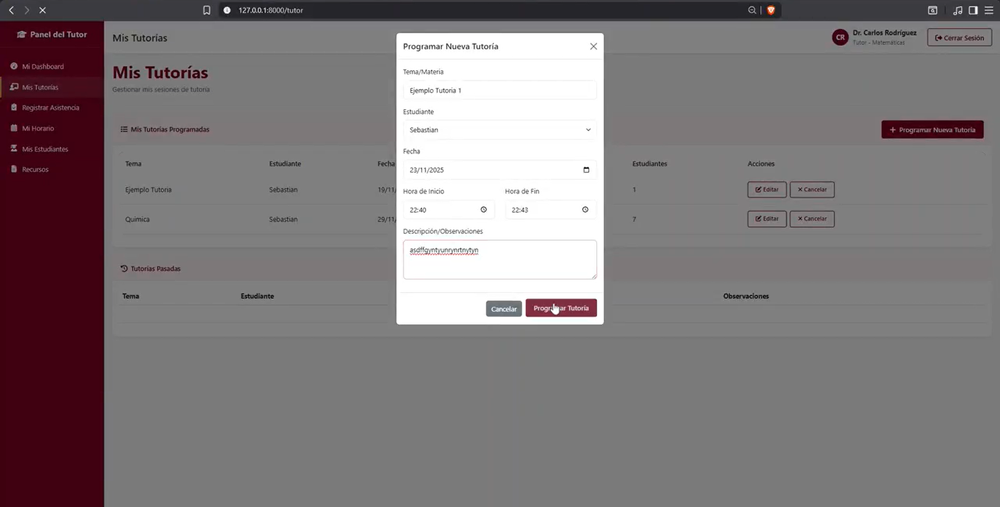 127.0.0.1:8000/tutor
Panel del Tutor
Mi Dashboard
Mis Tutorías
Registrar Asistencia
Mi Horario
Mis Estudiantes
Recursos
Mis Tutorías
CR
Dr. Carlos Rodríguez
Tutor - Matemáticas
Cerrar Sesión
Mis Tutorías
Gestionar mis sesiones de tutoría
Mis Tutorías Programadas
+ Programar Nueva Tutoría
Tema Estudiante Fecha Estudiantes Acciones
Ejemplo Tutoria Sebastian 19/11/ 1 Editar × Cancelar
Quimica Sebastian 29/11/ 7 Editar × Cancelar
Tutorías Pasadas
Tema Estudiante Observaciones
Programar Nueva Tutoría
Tema/Materia
Ejemplo Tutoria 1
Estudiante
Sebastian
Fecha
23/11/2025
Hora de Inicio Hora de Fin
22:40 22:43
Descripción/Observaciones
asdffgyntyunrynrtnytyn
Cancelar
Programar Tutoría